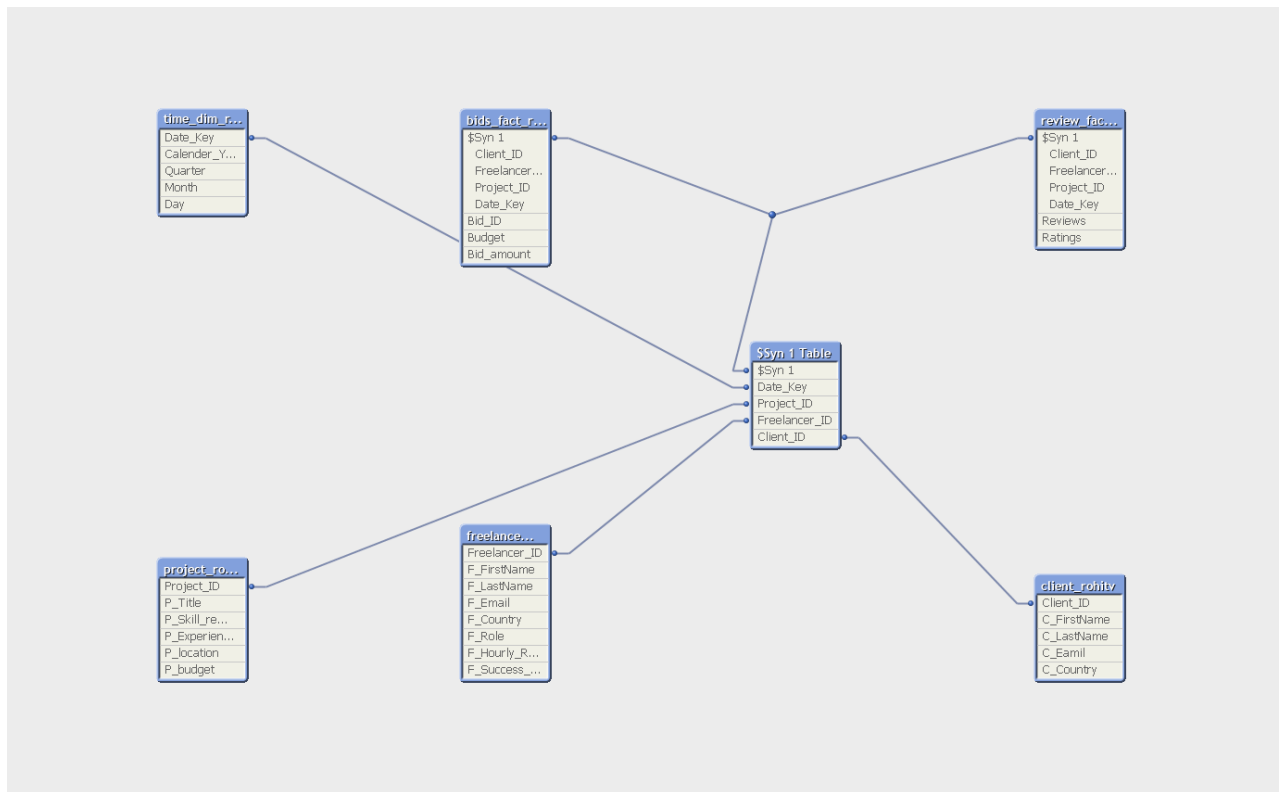 time_dim_r...
Date_Key
Calender_Y...
Quarter
Month
Day
bids_fact_r...
$Syn 1
Client_ID
Freelancer...
Project_ID
Date_Key
Bid_ID
Budget
Bid_amount
review_fac...
$Syn 1
Client_ID
Freelancer...
Project_ID
Date_Key
Reviews
Ratings
$Syn 1 Table
$Syn 1
Date_Key
Project_ID
Freelancer_ID
Client_ID
project_ro...
Project_ID
P_Title
P_Skill_re...
P_Experien...
P_location
P_budget
freelance...
Freelancer_ID
F_FirstName
F_LastName
F_Email
F_Country
F_Role
F_Hourly_R...
F_Success_...
client_rohitv
Client_ID
C_FirstName
C_LastName
C_Eamil
C_Country